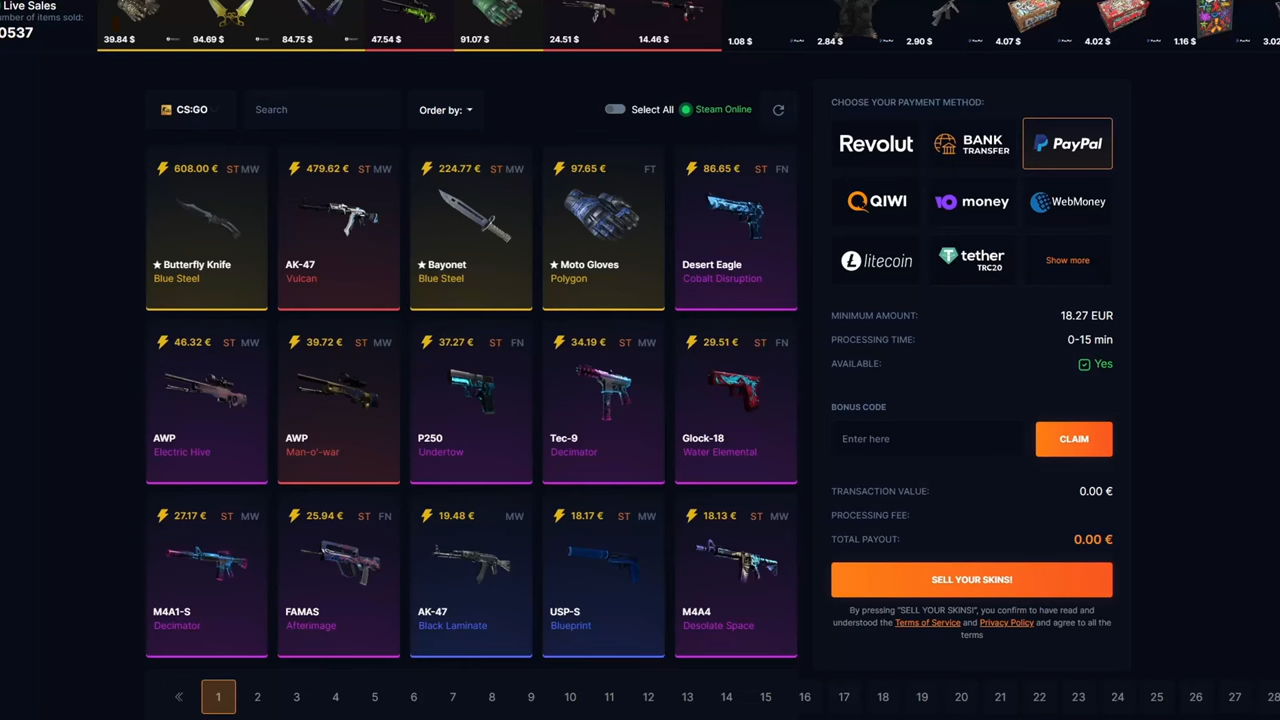 Live Sales
umber of items sold:
0537
39.84 $
94.69 $
84.75 $
47.54 $
91.07 $
24.51 $
14.46 $
1.08 $
2.84 $
2.90 $
4.07 $
4.02 $
1.16 $
3.02
CS:GO
Search
Order by:
Select All
Steam Online
608.00 € ST MW
★ Butterfly Knife
Blue Steel
479.62 € ST MW
AK-47
Vulcan
224.77 € ST MW
★ Bayonet
Blue Steel
97.65 € FT
★ Moto Gloves
Polygon
86.65 € ST FN
Desert Eagle
Cobalt Disruption
46.32 € ST MW
AWP
Electric Hive
39.72 € ST MW
AWP
Man-o'-war
37.27 € ST FN
P250
Undertow
34.19 € ST MW
Tec-9
Decimator
29.51 € ST FN
Glock-18
Water Elemental
27.17 € ST MW
M4A1-S
Decimator
25.94 € ST FN
FAMAS
Afterimage
19.48 € MW
AK-47
Black Laminate
18.17 € ST MW
USP-S
Blueprint
18.13 € ST MW
M4A4
Desolate Space
« 1 2 3 4 5 6 7 8 9 10 11 12 13 14 15 16 17 18 19 20 21 22 23 24 25 26 27 28
CHOOSE YOUR PAYMENT METHOD:
Revolut
BANK
TRANSFER
PayPal
QIWI
IO money
WebMoney
litecoin
tether
TRC20
Show more
MINIMUM AMOUNT: 18.27 EUR
PROCESSING TIME: 0-15 min
AVAILABLE: Yes
BONUS CODE
Enter here
CLAIM
TRANSACTION VALUE: 0.00 €
PROCESSING FEE:
TOTAL PAYOUT: 0.00 €
SELL YOUR SKINS!
By pressing "SELL YOUR SKINS!", you confirm to have read and
understood the Terms of Service and Privacy Policy and agree to all the
terms